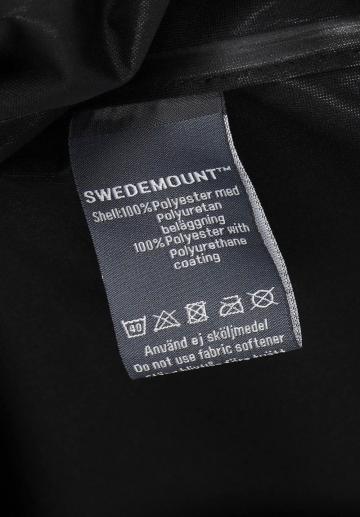 SWEDEMOUNT™
Shell:100%Polyester med
Polyuretan
beläggning
100%Polyester with
Polyurethane
coating
40
Använd ej sköljmedel
Do not use fabric softener